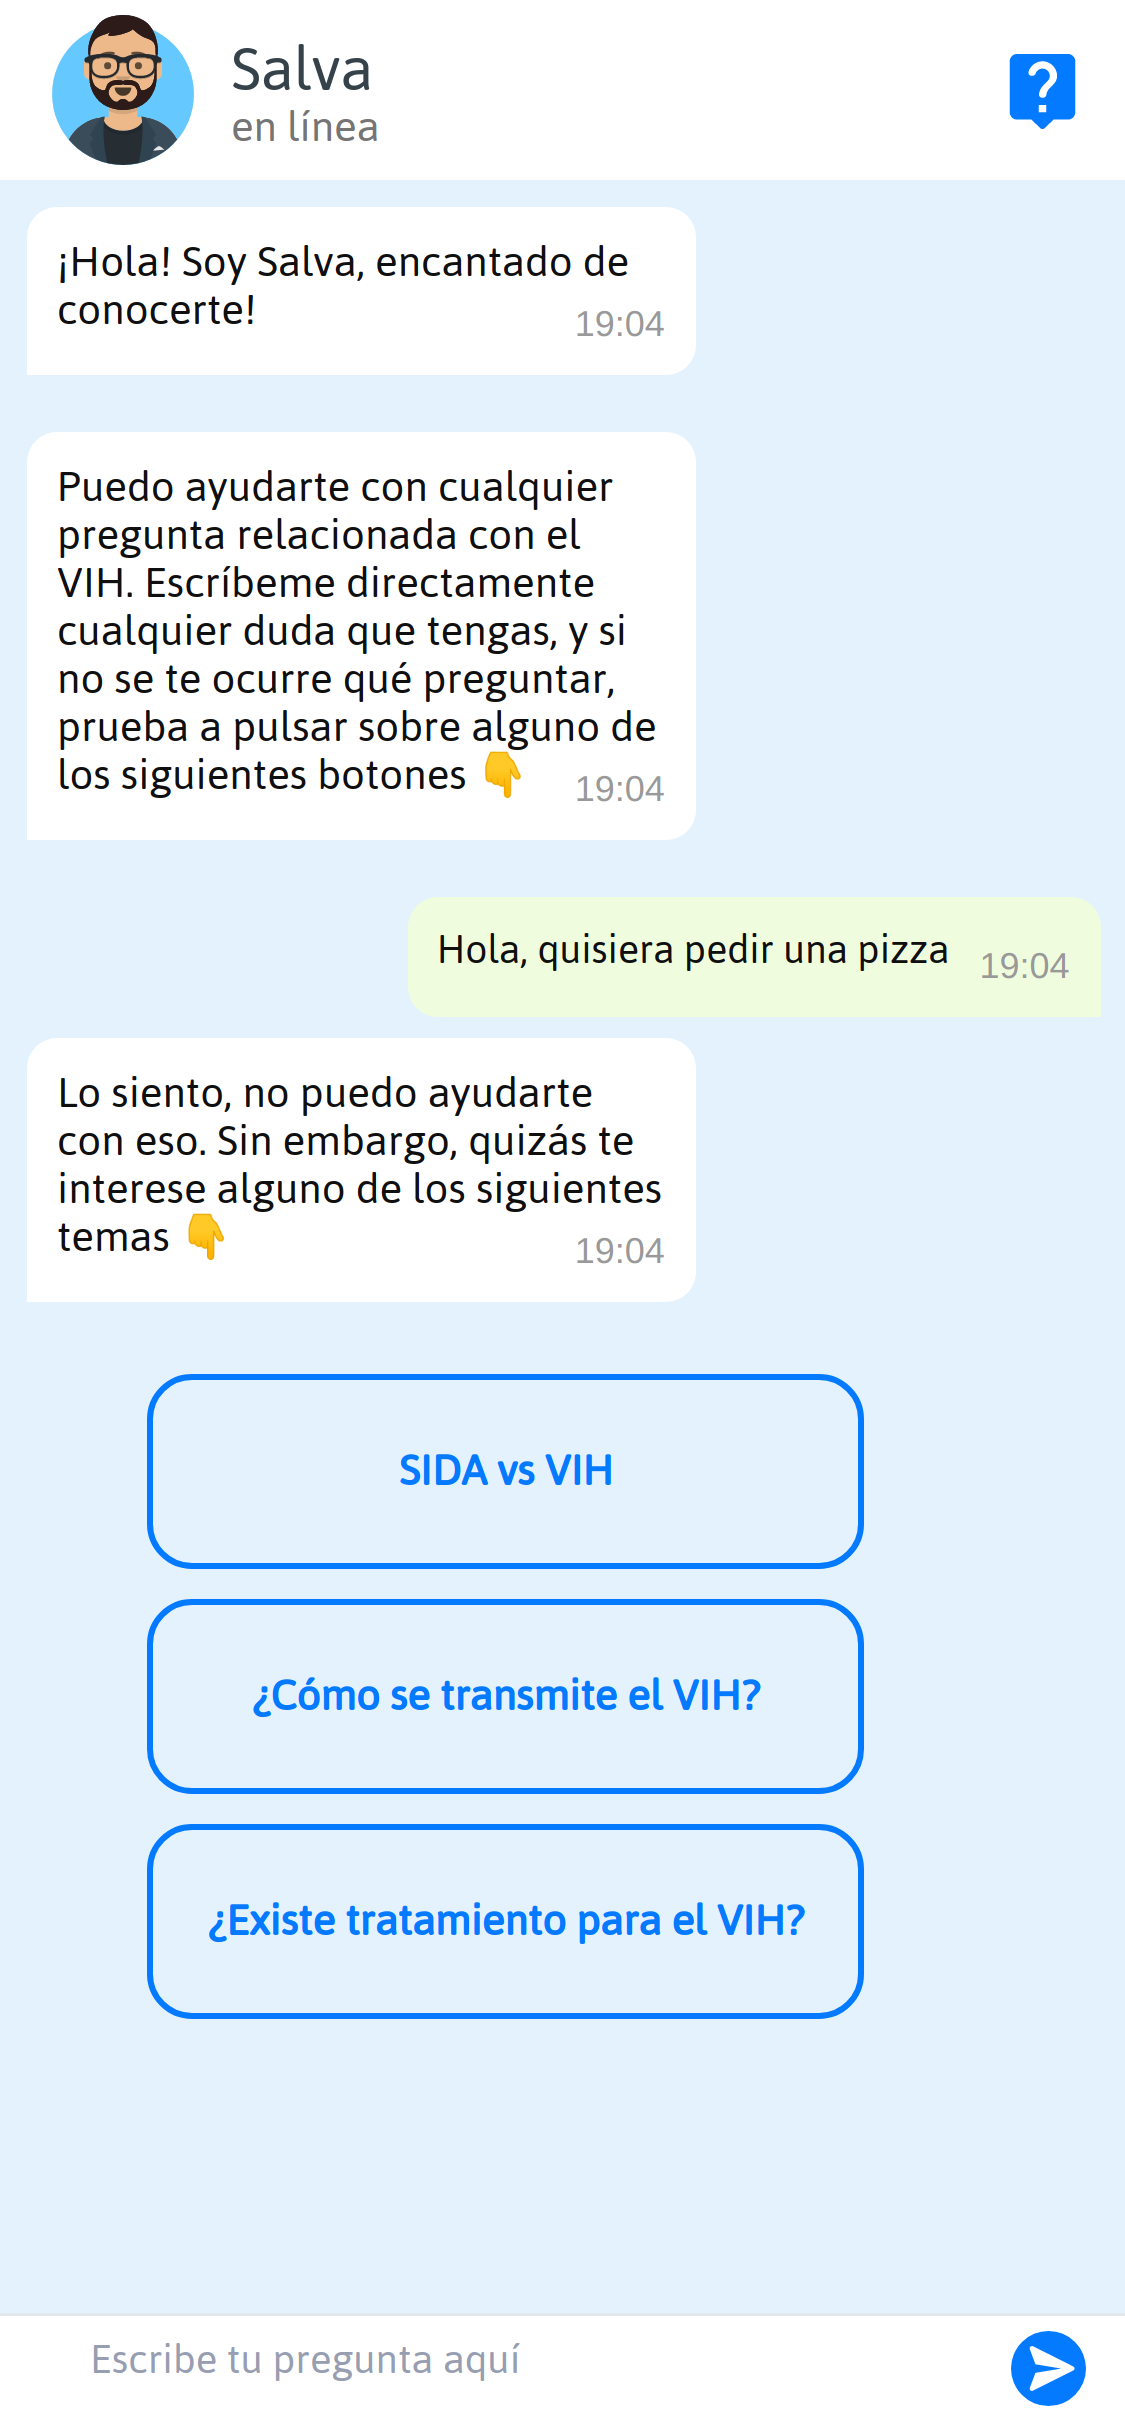 Salva
en línea
¡Hola! Soy Salva, encantado de
conocerte!
19:04
Puedo ayudarte con cualquier
pregunta relacionada con el
VIH. Escríbeme directamente
cualquier duda que tengas, y si
no se te ocurre qué preguntar,
prueba a pulsar sobre alguno de
los siguientes botones 👇
19:04
Hola, quisiera pedir una pizza
19:04
Lo siento, no puedo ayudarte
con eso. Sin embargo, quizás te
interese alguno de los siguientes
temas 👇
19:04
SIDA vs VIH
¿Cómo se transmite el VIH?
¿Existe tratamiento para el VIH?
Escribe tu pregunta aquí